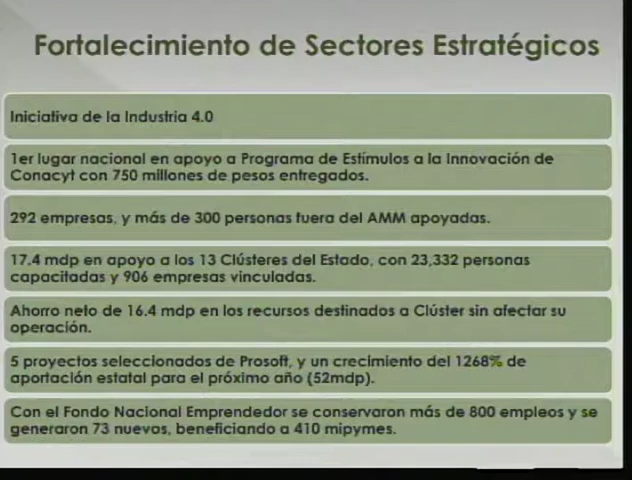 Fortalecimiento de Sectores Estratégicos
Iniciativa de la Industria 4.0
1er lugar nacional en apoyo a Programa de Estímulos a la Innovación de
Conacyt con 750 millones de pesos entregados.
292 empresas, y más de 300 personas fuera del AMM apoyadas.
17.4 mdp en apoyo a los 13 Clústeres del Estado, con 23,332 personas
capacitadas y 906 empresas vinculadas.
Ahorro neto de 16.4 mdp en los recursos destinados a Clúster sin afectar su
operación.
5 proyectos seleccionados de Prosoft, y un crecimiento del 1268% de
aportación estatal para el próximo año (52mdp).
Con el Fondo Nacional Emprendedor se conservaron más de 800 empleos y se
generaron 73 nuevos, beneficiando a 410 mipymes.